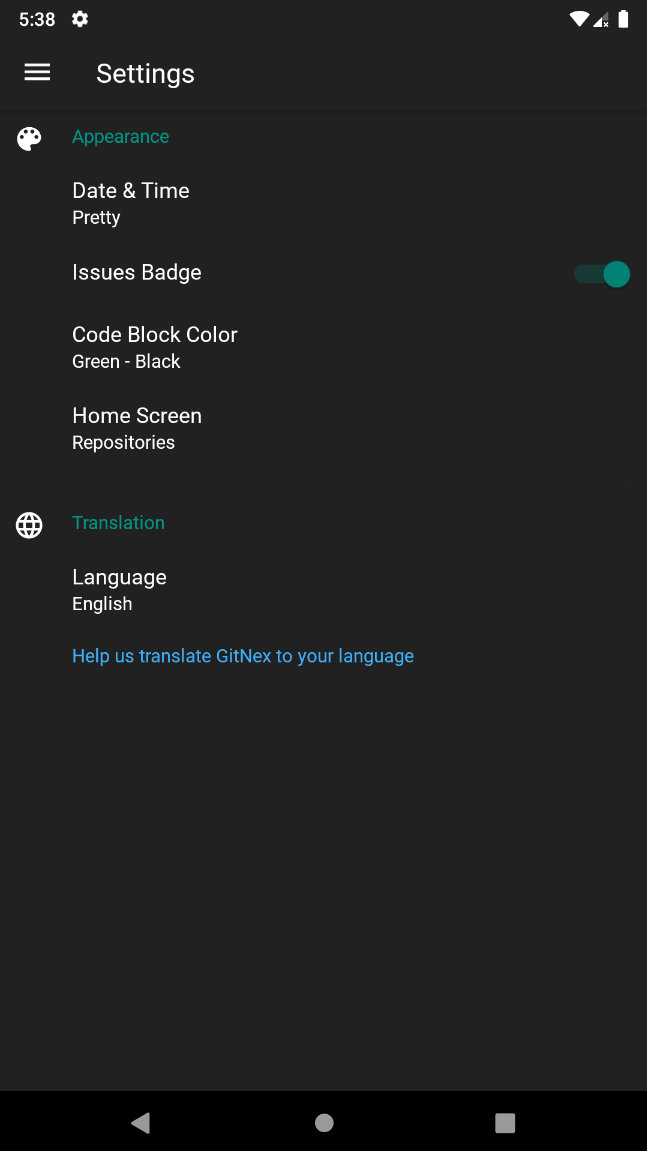 5:38
Settings
Appearance
Date & Time
Pretty
Issues Badge
Code Block Color
Green - Black
Home Screen
Repositories
Translation
Language
English
Help us translate GitNex to your language